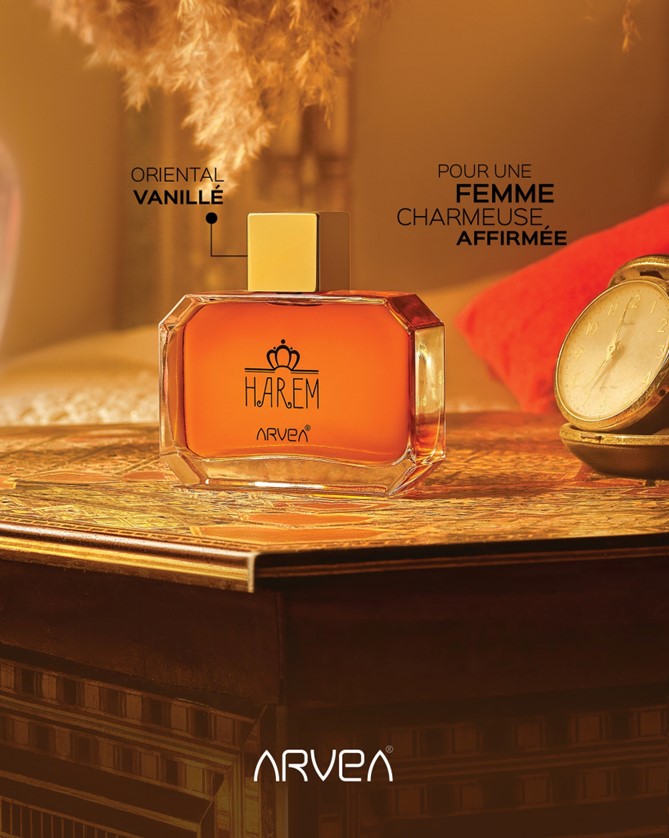 ORIENTAL
VANILLÉ
POUR UNE
FEMME
CHARMEUSE
AFFIRMÉE
HAREM
ARVEA®
ARVEA®